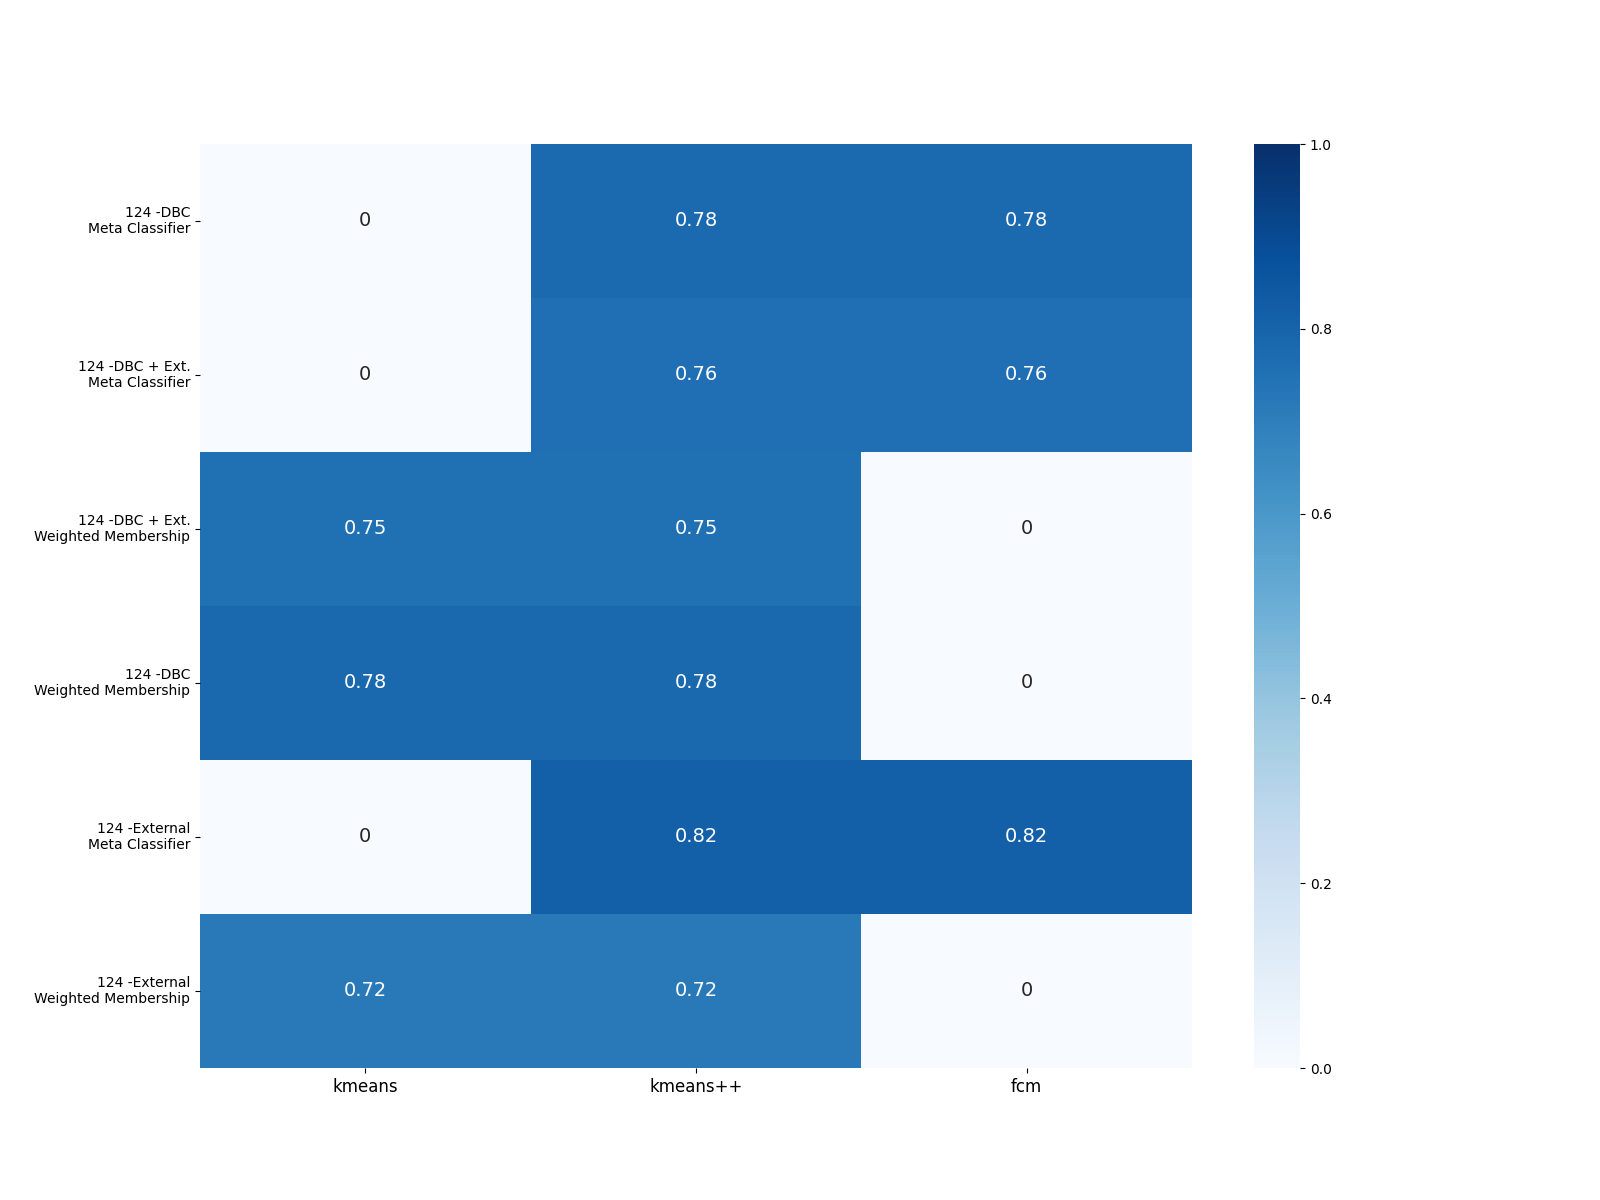 124 -DBC
Meta Classifier
0
0.78
0.78
124 -DBC + Ext.
Meta Classifier
0
0.76
0.76
124 -DBC + Ext.
Weighted Membership
0.75
0.75
0
124 -DBC
Weighted Membership
0.78
0.78
0
124 -External
Meta Classifier
0
0.82
0.82
124 -External
Weighted Membership
0.72
0.72
0
kmeans
kmeans++
fcm
1.0
0.8
0.6
0.4
0.2
0.0